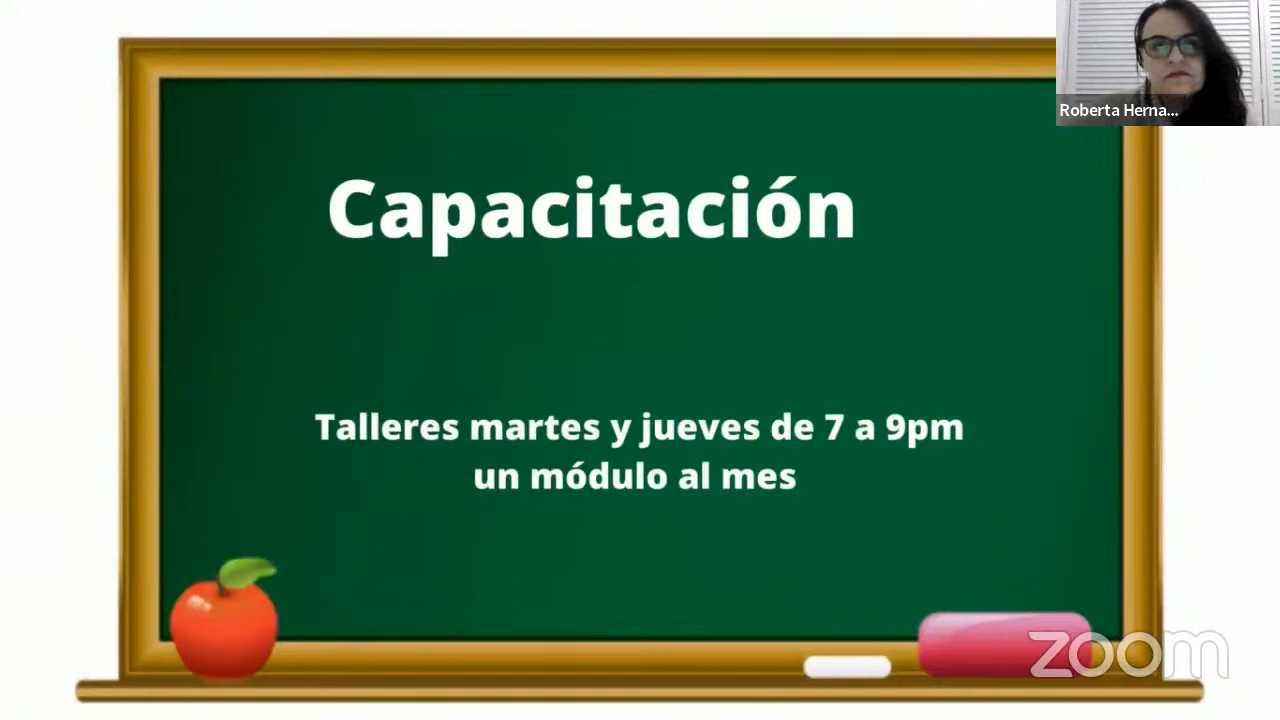 Roberta Herna...
Capacitación
Talleres martes y jueves de 7 a 9pm
un módulo al mes
zoom